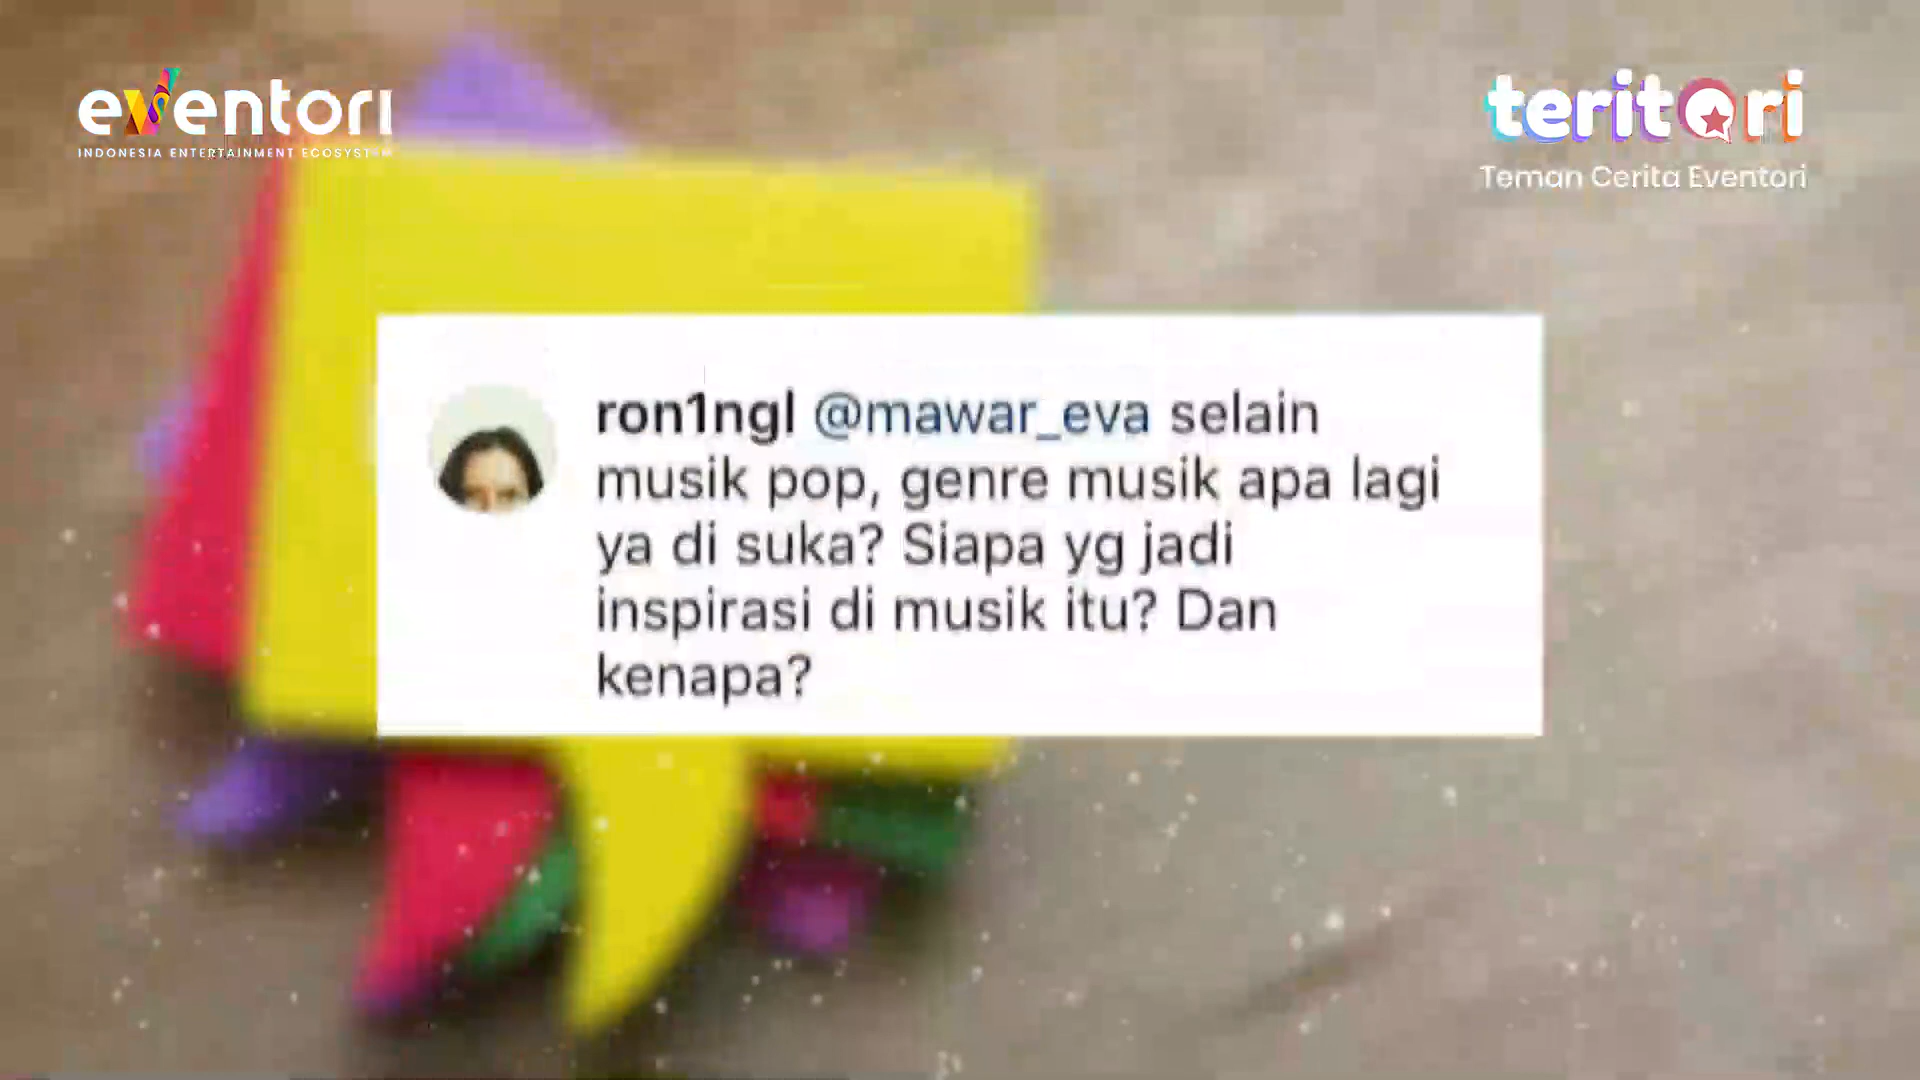 eventori
INDONESIA ENTERTAINMENT ECOSYSTEM
teritori
Teman Cerita Eventori
ron1ngl @mawar_eva selain
musik pop, genre musik apa lagi
ya di suka? Siapa yg jadi
inspirasi di musik itu? Dan
kenapa?